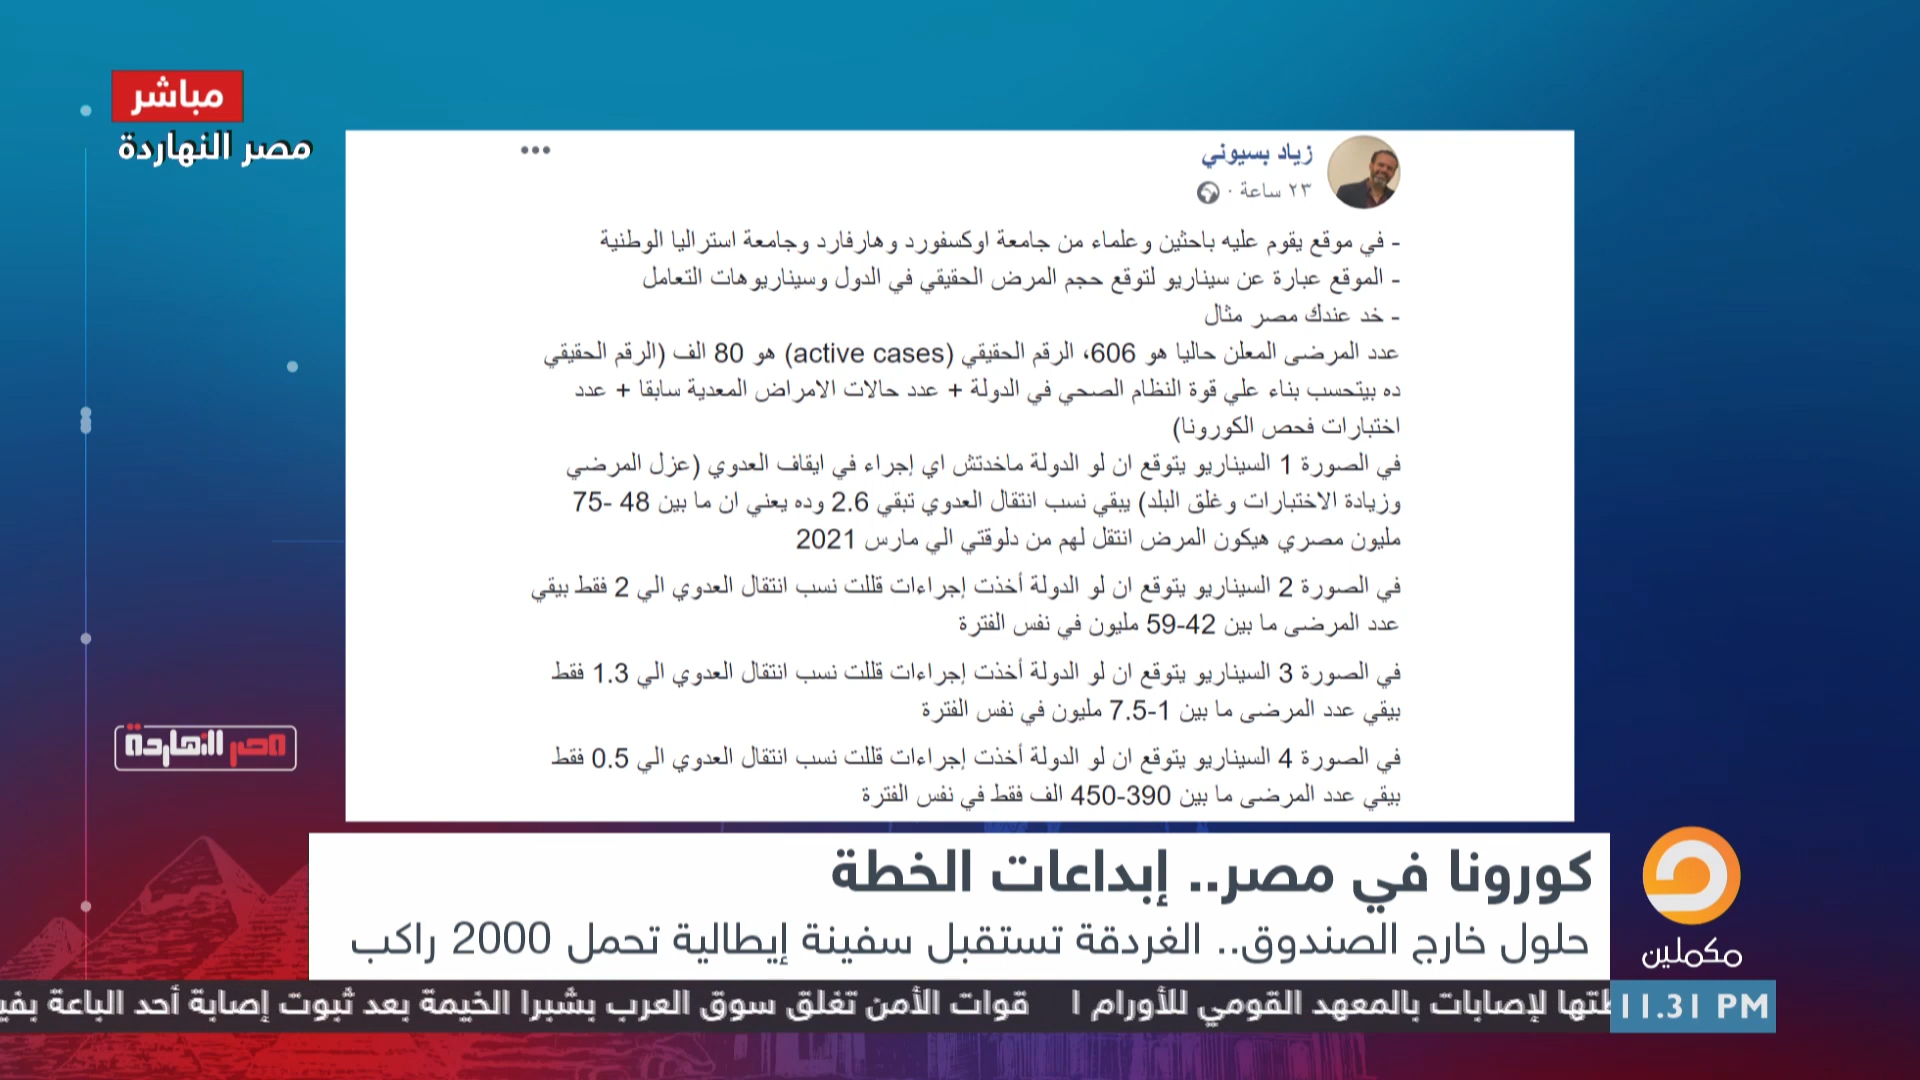 مباشر
مصر النهاردة
زياد بسيوني
٢٣ ساعة ·
- في موقع يقوم عليه باحثين وعلماء من جامعة اوكسفورد وهارفارد وجامعة استراليا الوطنية
- الموقع عبارة عن سيناريو لتوقع حجم المرض الحقيقي في الدول وسيناريوهات التعامل
- خد عندك مصر مثال
عدد المرضى المعلن حاليا هو 606، الرقم الحقيقي (active cases) هو 80 الف (الرقم الحقيقي
ده بيتحسب بناء علي قوة النظام الصحي في الدولة + عدد حالات الامراض المعدية سابقا + عدد
اختبارات فحص الكورونا)
في الصورة 1 السيناريو يتوقع ان لو الدولة ماخدتش اي إجراء في ايقاف العدوي (عزل المرضي
وزيادة الاختبارات وغلق البلد) يبقي نسب انتقال العدوي تبقي 2.6 وده يعني ان ما بين 48 -75
مليون مصري هيكون المرض انتقل لهم من دلوقتي الي مارس 2021
في الصورة 2 السيناريو يتوقع ان لو الدولة أخذت إجراءات قللت نسب انتقال العدوي الي 2 فقط بيقي
عدد المرضى ما بين 42-59 مليون في نفس الفترة
في الصورة 3 السيناريو يتوقع ان لو الدولة أخذت إجراءات قللت نسب انتقال العدوي الي 1.3 فقط
بيقي عدد المرضى ما بين 1-7.5 مليون في نفس الفترة
في الصورة 4 السيناريو يتوقع ان لو الدولة أخذت إجراءات قللت نسب انتقال العدوي الي 0.5 فقط
بيقي عدد المرضى ما بين 390-450 الف فقط في نفس الفترة
مصر النهاردة
كورونا في مصر.. إبداعات الخطة
حلول خارج الصندوق.. الغردقة تستقبل سفينة إيطالية تحمل 2000 راكب
مكملين
لإصابات بالمعهد القومي للأورام ا قوات الأمن تغلق سوق العرب بشبرا الخيمة بعد ثبوت إصابة أحد الباعة
11.31 PM